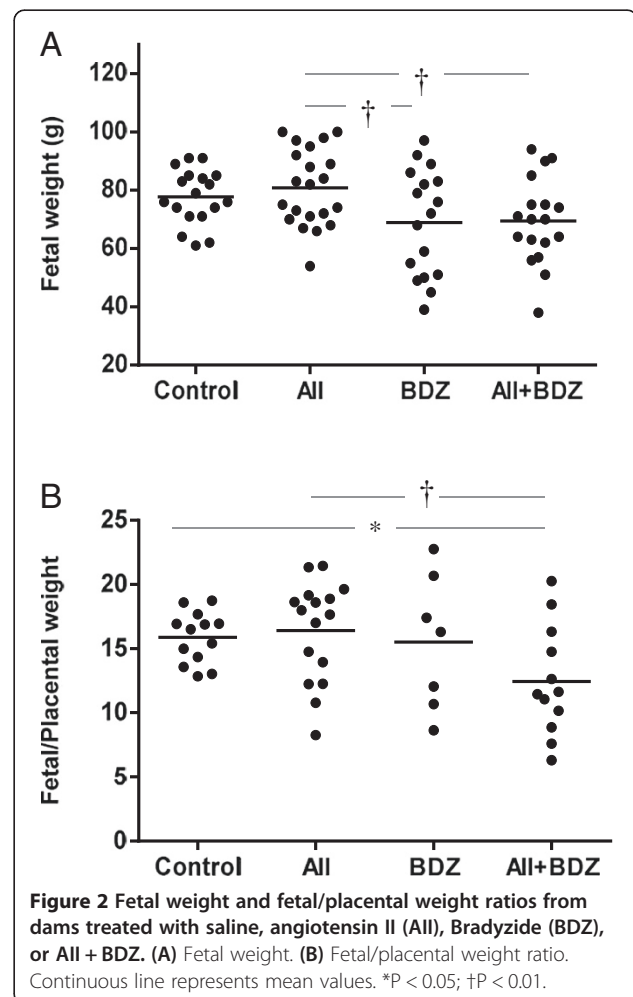 A
Fetal weight (g)
120
100
80
60
40
20
†
†
Control AII BDZ AII+BDZ
B
Fetal/Placental weight
25
20
15
10
5
0
†
*
Control AII BDZ AII+BDZ
Figure 2 Fetal weight and fetal/placental weight ratios from
dams treated with saline, angiotensin II (AII), Bradyzide (BDZ),
or AII + BDZ. (A) Fetal weight. (B) Fetal/placental weight ratio.
Continuous line represents mean values. *P < 0.05; †P < 0.01.